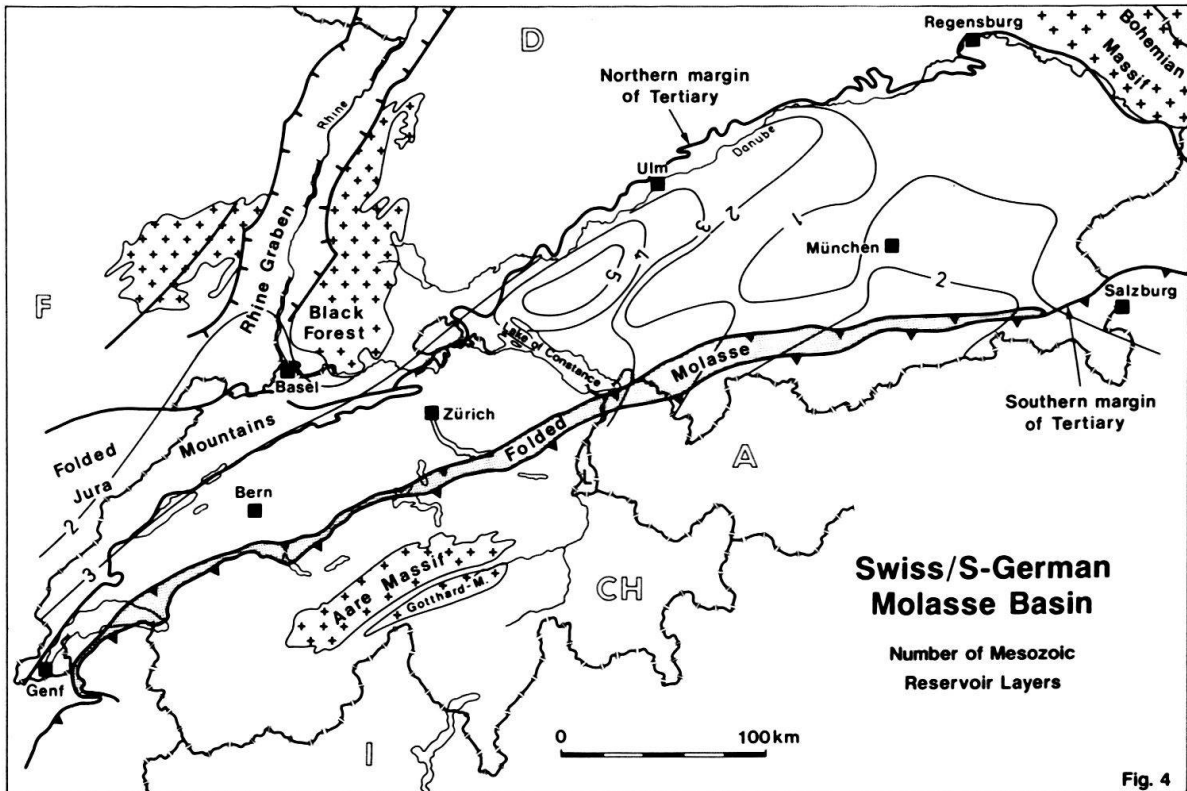 D
Regensburg
Bohemian
Massif
Northern margin
of Tertiary
Rhine
Danube
Ulm
Rhine Graben
Black
Forest
F
1
2
3
4
5
München
2
Salzburg
Lake of Constance
Basel
Molasse
Folded
Southern margin
of Tertiary
Zürich
Mountains
Folded
Jura
A
Bern
2
3
Aare Massif
Gotthard-M.
CH
Genf
I
Swiss/S-German
Molasse Basin
Number of Mesozoic
Reservoir Layers
0 100km
Fig. 4